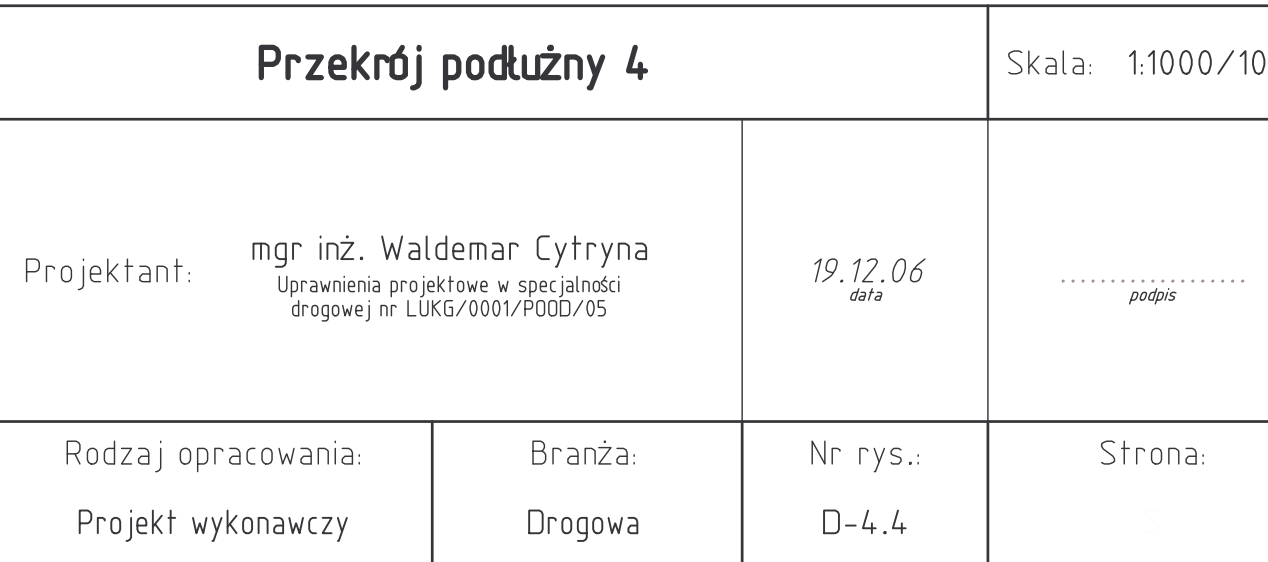 Przekrój podłużny 4
Skala: 1:1000/10
Projektant:
mgr inż. Waldemar Cytryna
Uprawnienia projektowe w specjalności
drogowej nr LUKG/0001/POOD/05
19.12.06
data
..................
podpis
Rodzaj opracowania:
Projekt wykonawczy
Branża:
Drogowa
Nr rys.:
D-4.4
Strona: